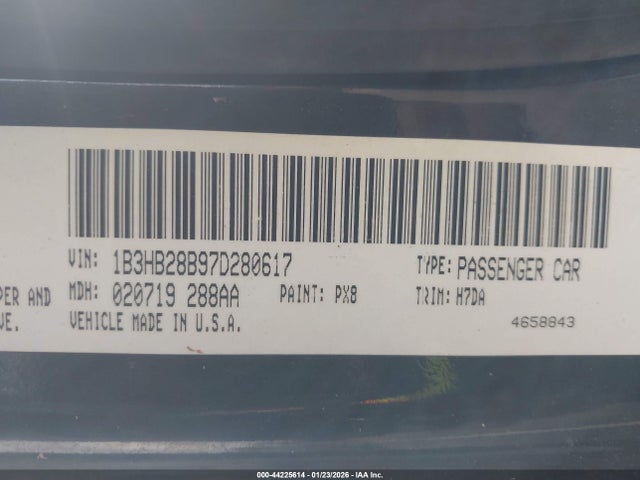 VIN: 1B3HB28B97D280617 TYPE: PASSENGER CAR
PER AND MDH: 020719 288AA PAINT: PX8 TRIM: H7DA
VE. VEHICLE MADE IN U.S.A. 4658843
000-44225614 - 01/23/2026 - IAA Inc.